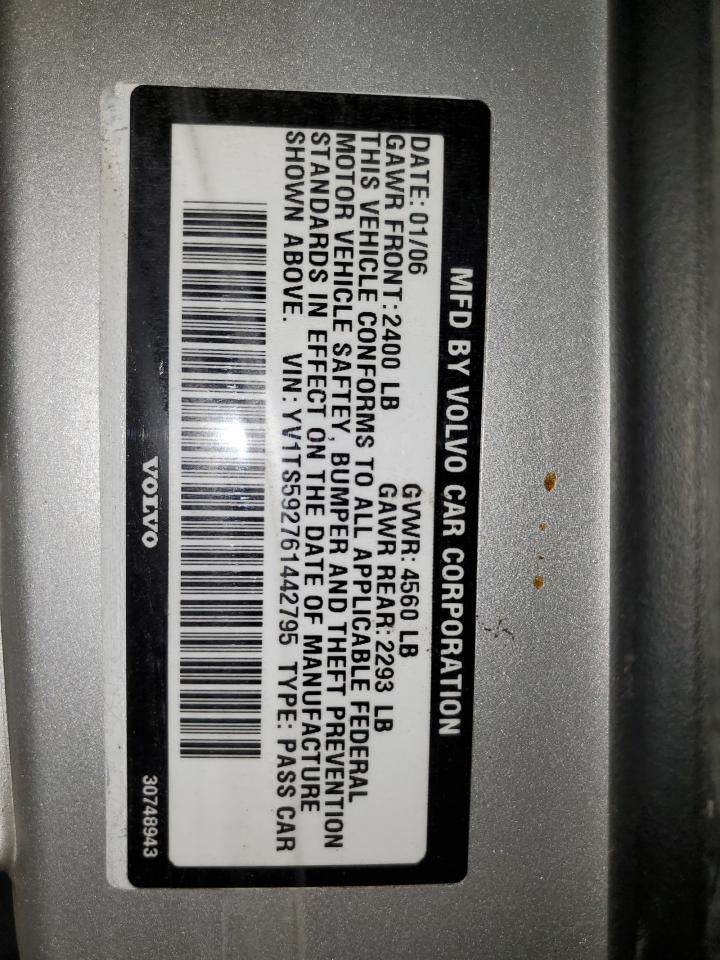 MFD BY VOLVO CAR CORPORATION
DATE: 01/06 GVWR: 4560 LB
GAWR FRONT: 2400 LB GAWR REAR: 2293 LB
THIS VEHICLE CONFORMS TO ALL APPLICABLE FEDERAL
MOTOR VEHICLE SAFTEY, BUMPER AND THEFT PREVENTION
STANDARDS IN EFFECT ON THE DATE OF MANUFACTURE
SHOWN ABOVE. VIN: YV1TS592761442795 TYPE: PASS CAR
VOLVO 30748943